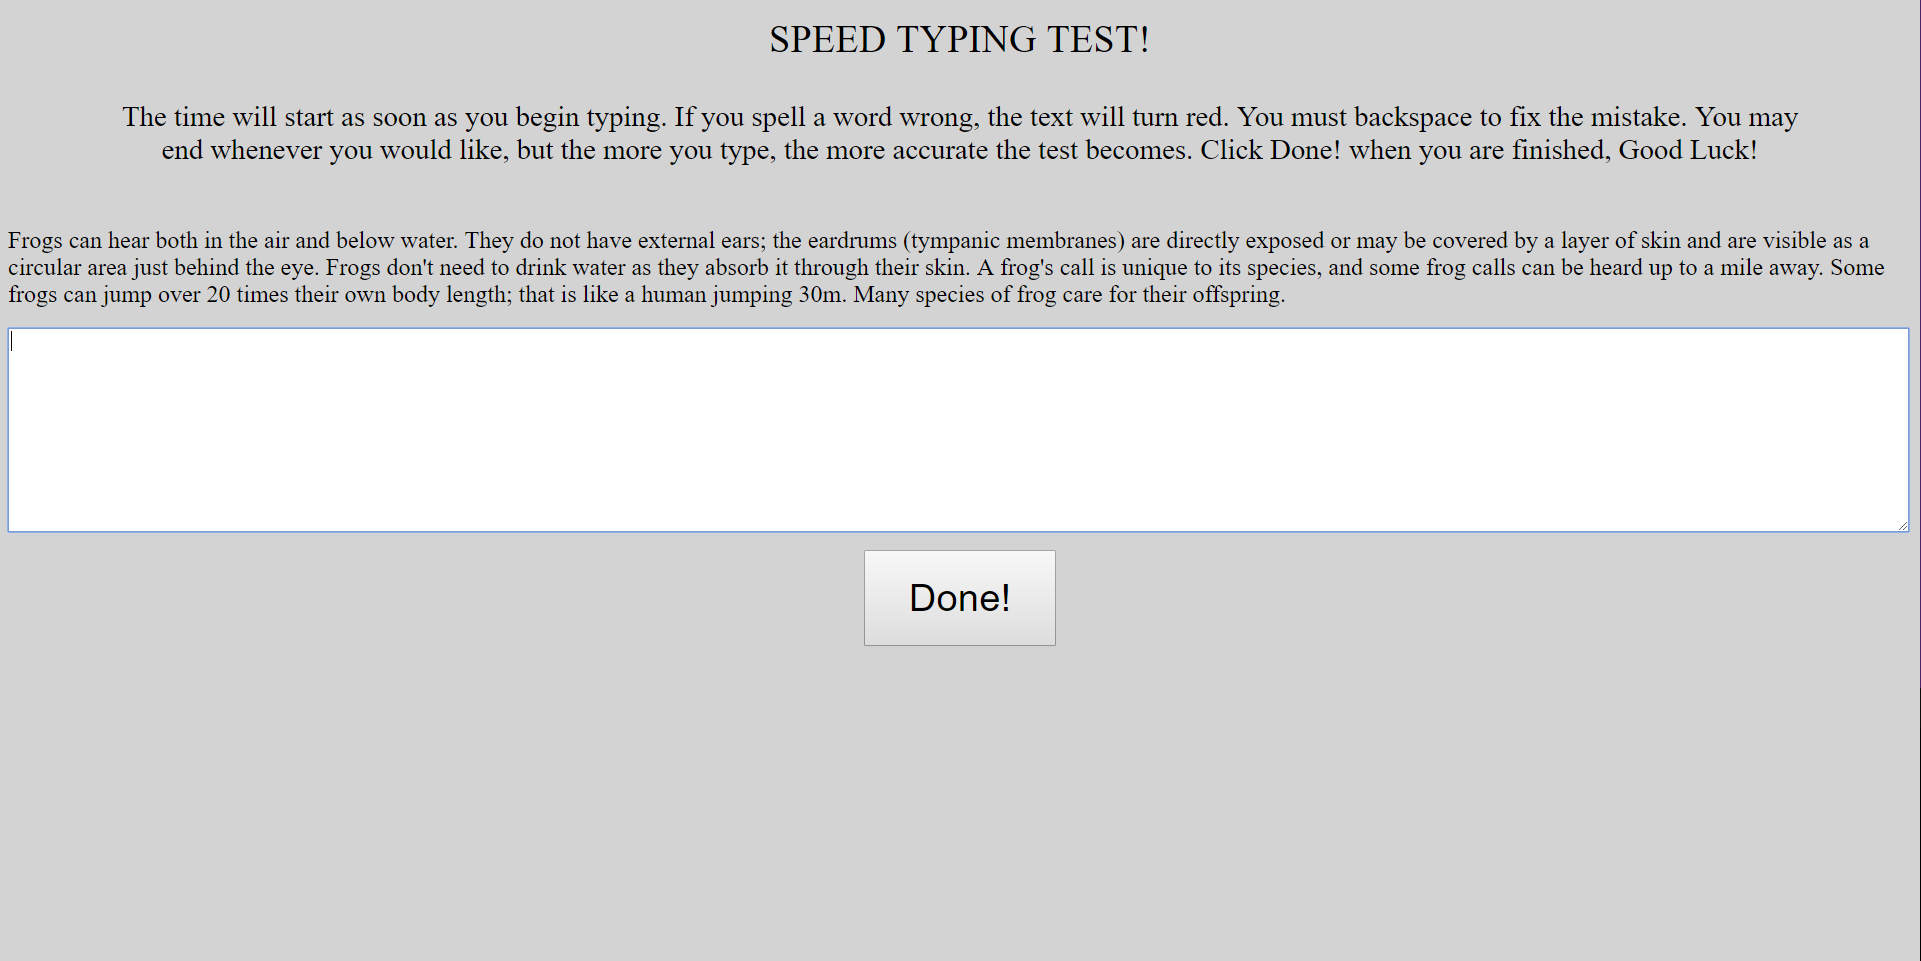 SPEED TYPING TEST!
The time will start as soon as you begin typing. If you spell a word wrong, the text will turn red. You must backspace to fix the mistake. You may
end whenever you would like, but the more you type, the more accurate the test becomes. Click Done! when you are finished, Good Luck!
Frogs can hear both in the air and below water. They do not have external ears; the eardrums (tympanic membranes) are directly exposed or may be covered by a layer of skin and are visible as a
circular area just behind the eye. Frogs don't need to drink water as they absorb it through their skin. A frog's call is unique to its species, and some frog calls can be heard up to a mile away. Some
frogs can jump over 20 times their own body length; that is like a human jumping 30m. Many species of frog care for their offspring.
Done!